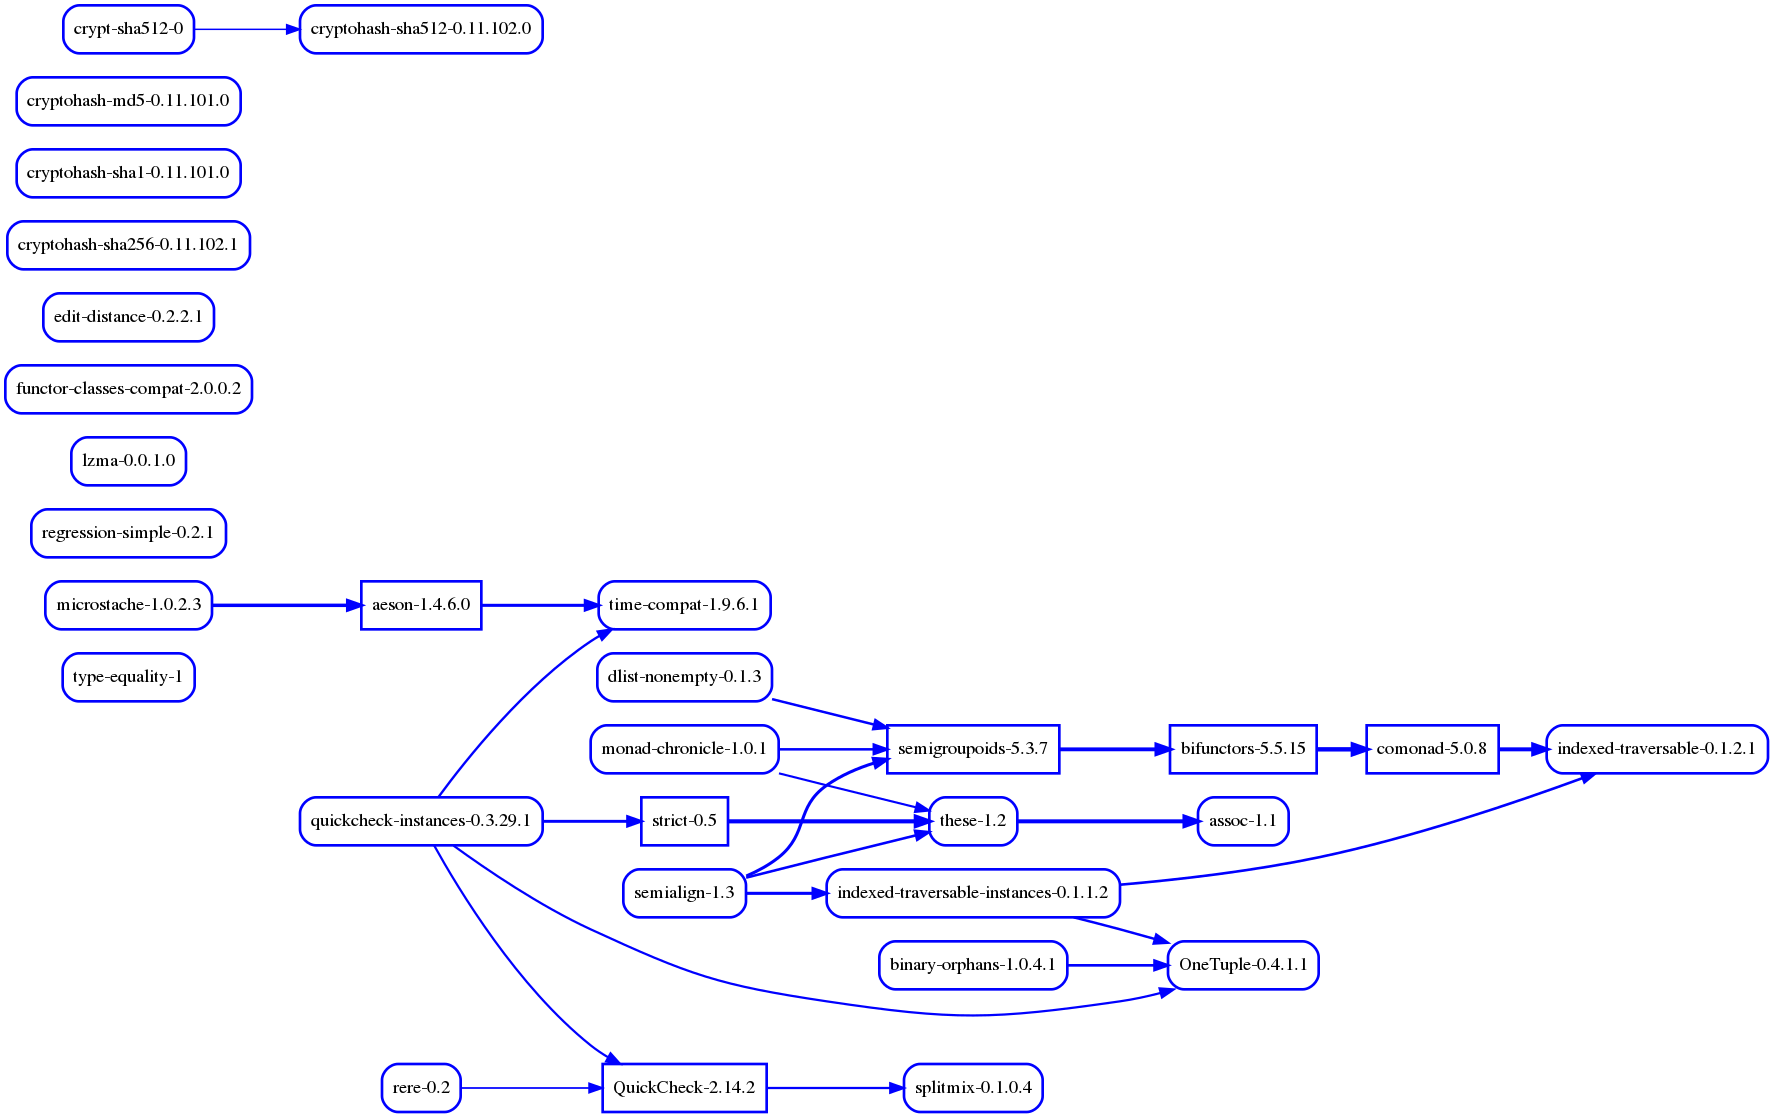 crypt-sha512-0
cryptohash-sha512-0.11.102.0
cryptohash-md5-0.11.101.0
cryptohash-sha1-0.11.101.0
cryptohash-sha256-0.11.102.1
edit-distance-0.2.2.1
functor-classes-compat-2.0.0.2
lzma-0.0.1.0
regression-simple-0.2.1
microstache-1.0.2.3
aeson-1.4.6.0
time-compat-1.9.6.1
type-equality-1
dlist-nonempty-0.1.3
monad-chronicle-1.0.1
semigroupoids-5.3.7
bifunctors-5.5.15
comonad-5.0.8
indexed-traversable-0.1.2.1
quickcheck-instances-0.3.29.1
strict-0.5
these-1.2
assoc-1.1
semialign-1.3
indexed-traversable-instances-0.1.1.2
binary-orphans-1.0.4.1
OneTuple-0.4.1.1
rere-0.2
QuickCheck-2.14.2
splitmix-0.1.0.4